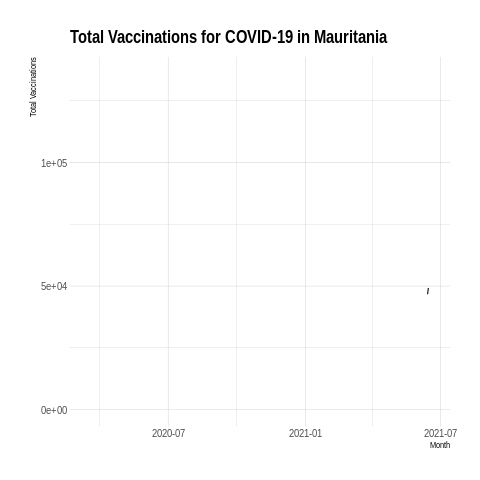 Total Vaccinations for COVID-19 in Mauritania
Total Vaccinations
1e+05
5e+04
0e+00
2020-07 2021-01 2021-07
Month